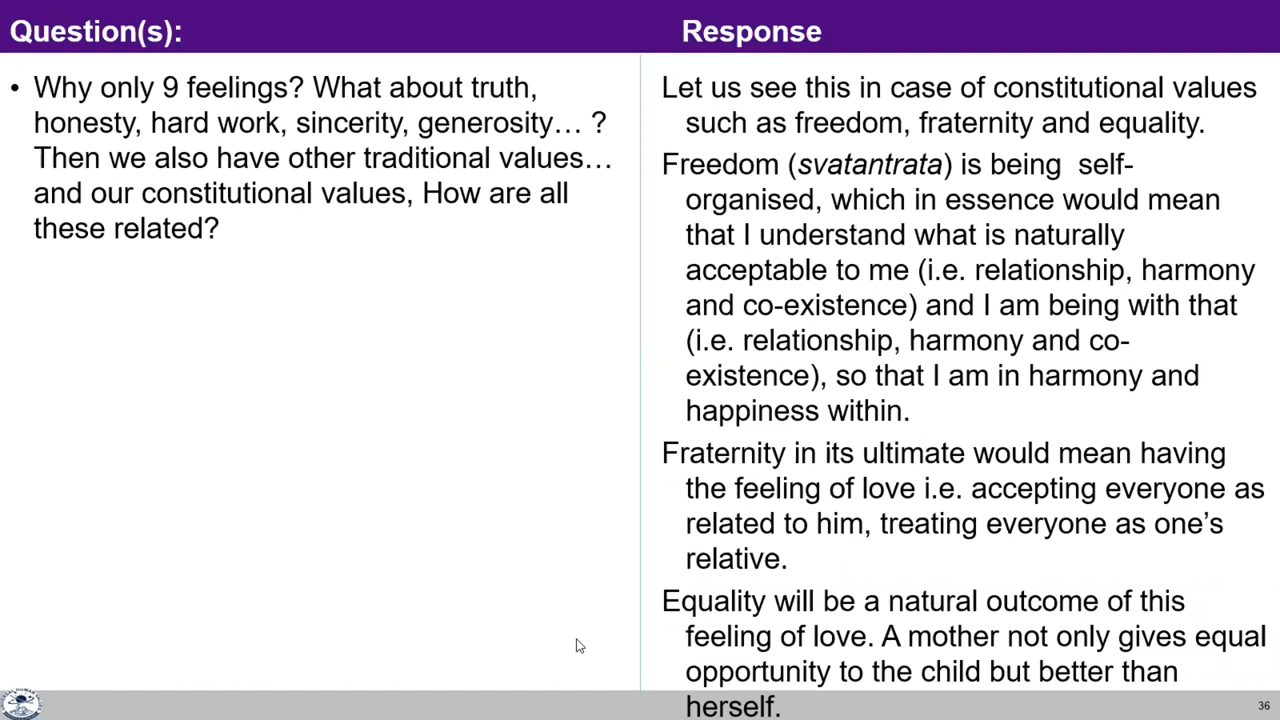 Question(s):
Response
• Why only 9 feelings? What about truth,
honesty, hard work, sincerity, generosity… ?
Then we also have other traditional values…
and our constitutional values, How are all
these related?
Let us see this in case of constitutional values
such as freedom, fraternity and equality.
Freedom (svatantrata) is being  self-
organised, which in essence would mean
that I understand what is naturally
acceptable to me (i.e. relationship, harmony
and co-existence) and I am being with that
(i.e. relationship, harmony and co-
existence), so that I am in harmony and
happiness within.
Fraternity in its ultimate would mean having
the feeling of love i.e. accepting everyone as
related to him, treating everyone as one’s
relative.
Equality will be a natural outcome of this
feeling of love. A mother not only gives equal
opportunity to the child but better than
herself.
36